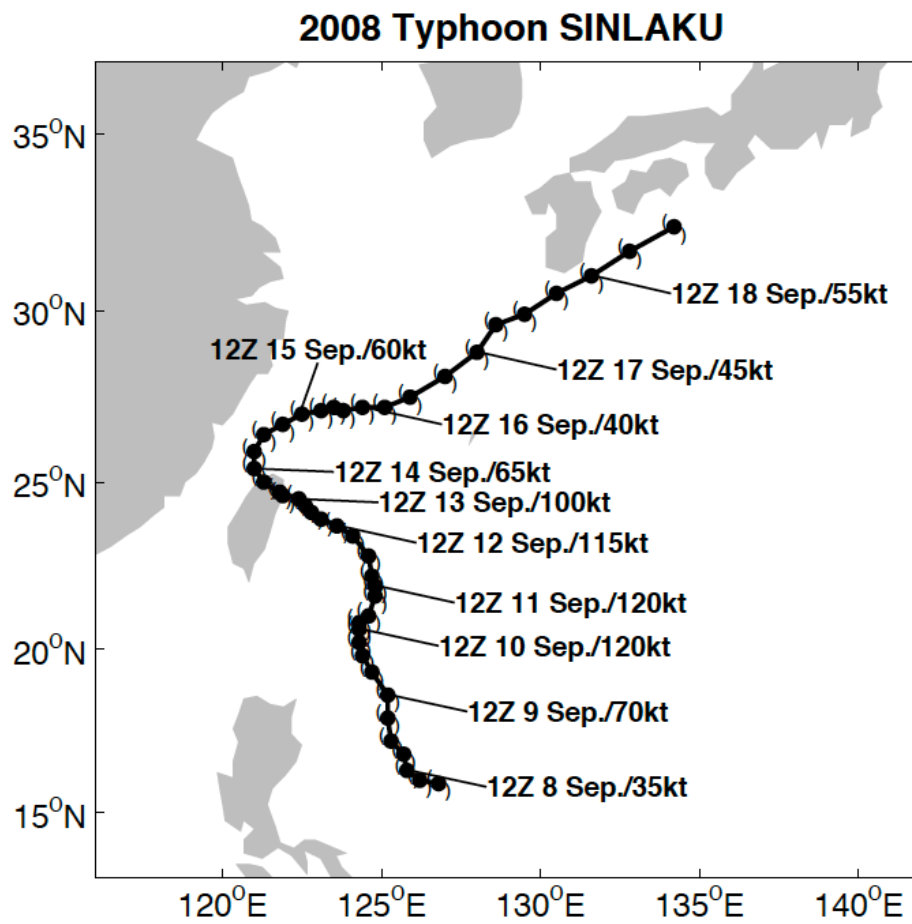 2008 Typhoon SINLAKU
35°N
30°N
25°N
20°N
15°N
12Z 18 Sep./55kt
12Z 15 Sep./60kt
12Z 17 Sep./45kt
12Z 16 Sep./40kt
12Z 14 Sep./65kt
12Z 13 Sep./100kt
12Z 12 Sep./115kt
12Z 11 Sep./120kt
12Z 10 Sep./120kt
12Z 9 Sep./70kt
12Z 8 Sep./35kt
120°E 125°E 130°E 135°E 140°E